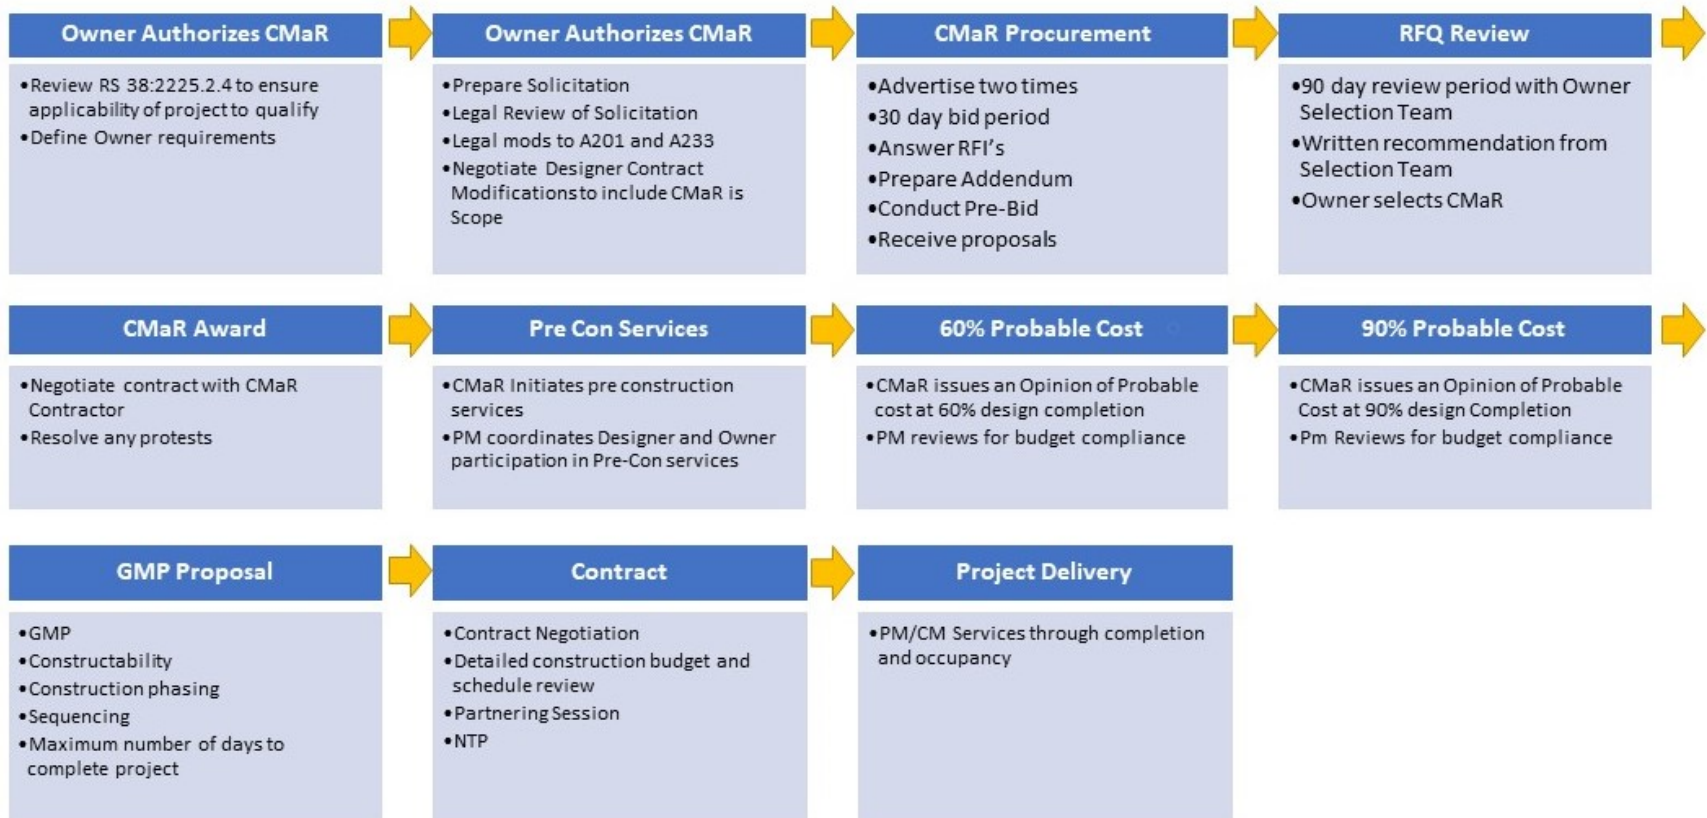 Owner Authorizes CMaR
•Review RS 38:2225.2.4 to ensure
applicability of project to qualify
•Define Owner requirements
Owner Authorizes CMaR
•Prepare Solicitation
•Legal Review of Solicitation
•Legal mods to A201 and A233
•Negotiate Designer Contract
Modifications to include CMaR is
Scope
CMaR Procurement
•Advertise two times
•30 day bid period
•Answer RFI's
•Prepare Addendum
•Conduct Pre-Bid
•Receive proposals
RFQ Review
•90 day review period with Owner
Selection Team
•Written recommendation from
Selection Team
•Owner selects CMaR
CMaR Award
•Negotiate contract with CMaR
Contractor
•Resolve any protests
Pre Con Services
•CMaR Initiates pre construction
services
•PM coordinates Designer and Owner
participation in Pre-Con services
60% Probable Cost
•CMaR issues an Opinion of Probable
cost at 60% design completion
•PM reviews for budget compliance
90% Probable Cost
•CMaR issues an Opinion of Probable
Cost at 90% design Completion
•Pm Reviews for budget compliance
GMP Proposal
•GMP
•Constructability
•Construction phasing
•Sequencing
•Maximum number of days to
complete project
Contract
•Contract Negotiation
•Detailed construction budget and
schedule review
•Partnering Session
•NTP
Project Delivery
•PM/CM Services through completion
and occupancy